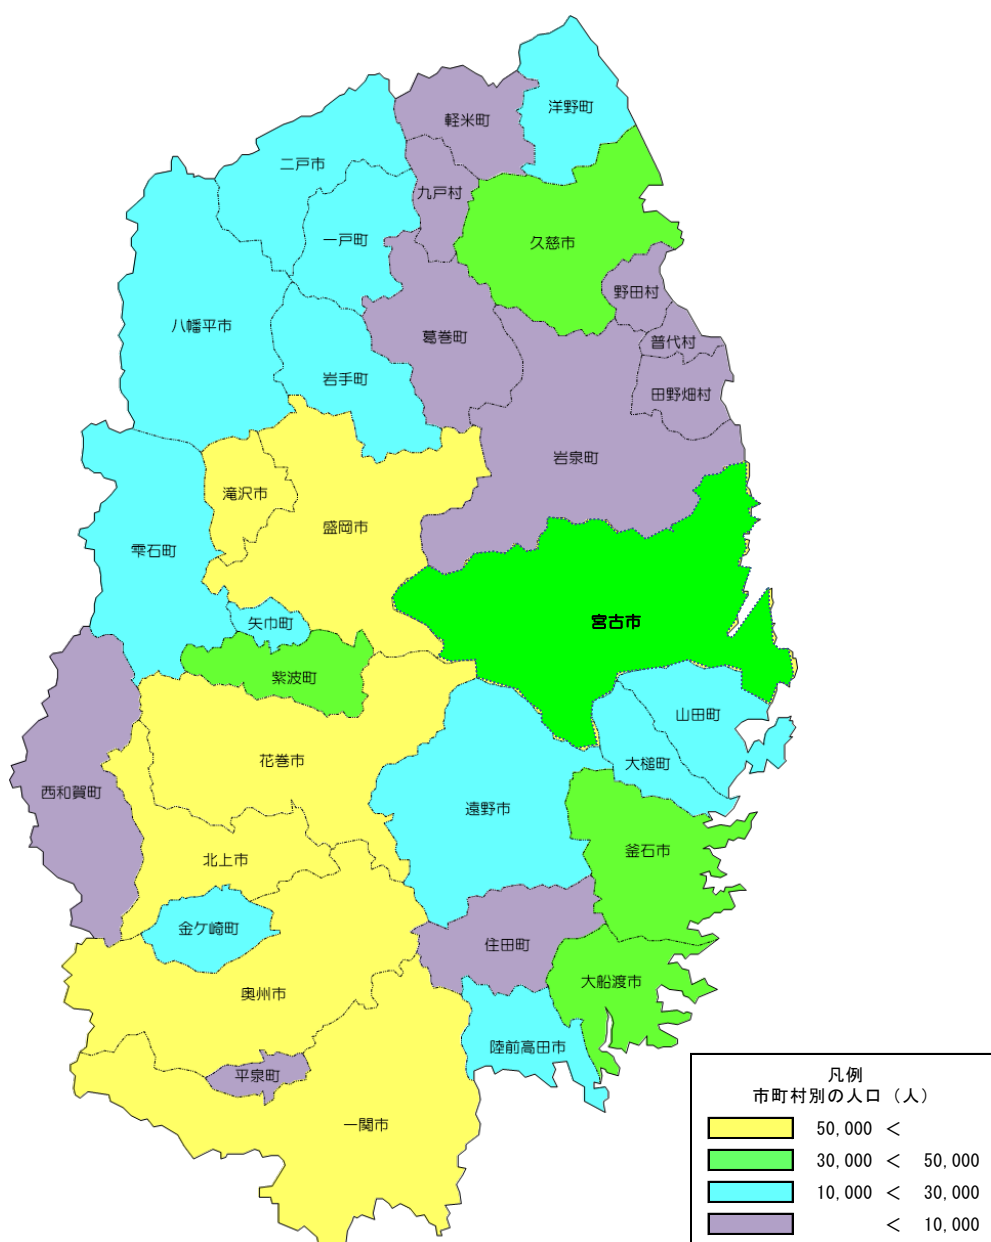 洋野町
軽米町
二戸市
九戸村
一戸町
久慈市
野田村
八幡平市
葛巻町
普代村
岩手町
田野畑村
岩泉町
滝沢市
盛岡市
雫石町
宮古市
矢巾町
紫波町
山田町
花巻市
大槌町
西和賀町
遠野市
釜石市
北上市
金ケ崎町
住田町
大船渡市
奥州市
陸前高田市
平泉町
一関市
凡例
市町村別の人口（人）
50,000 ＜
30,000 ＜ 50,000
10,000 ＜ 30,000
＜ 10,000